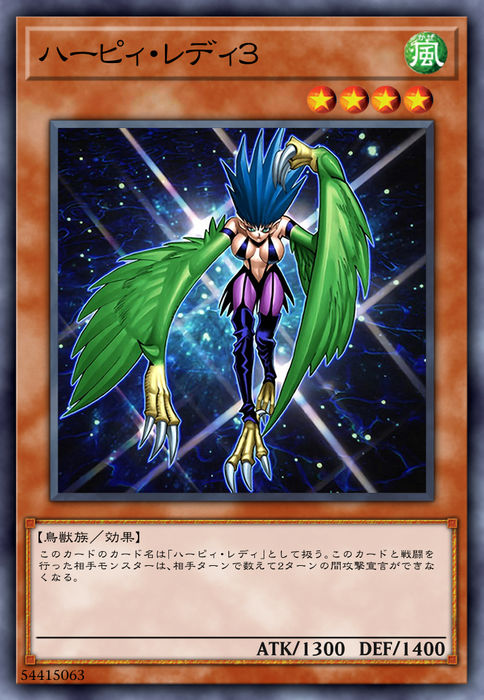 ハーピィ・レディ3
風
【鳥獣族／効果】
このカードのカード名は「ハーピィ・レディ」として扱う。このカードと戦闘を
行った相手モンスターは、相手ターンで数えて2ターンの間攻撃宣言ができな
くなる。
ATK/1300 DEF/1400
54415063